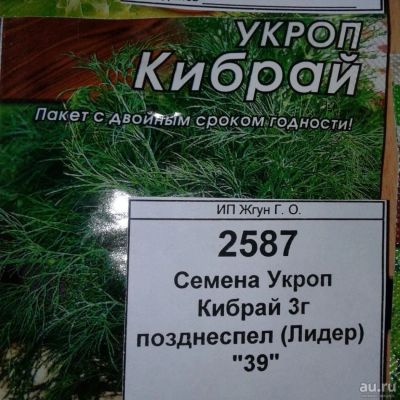 УКРОП
Кибрай
Пакет с двойным сроком годности!
ИП Жгун Г. О.
2587
Семена Укроп
Кибрай 3г
позднеспел (Лидер)
"39"
au.ru